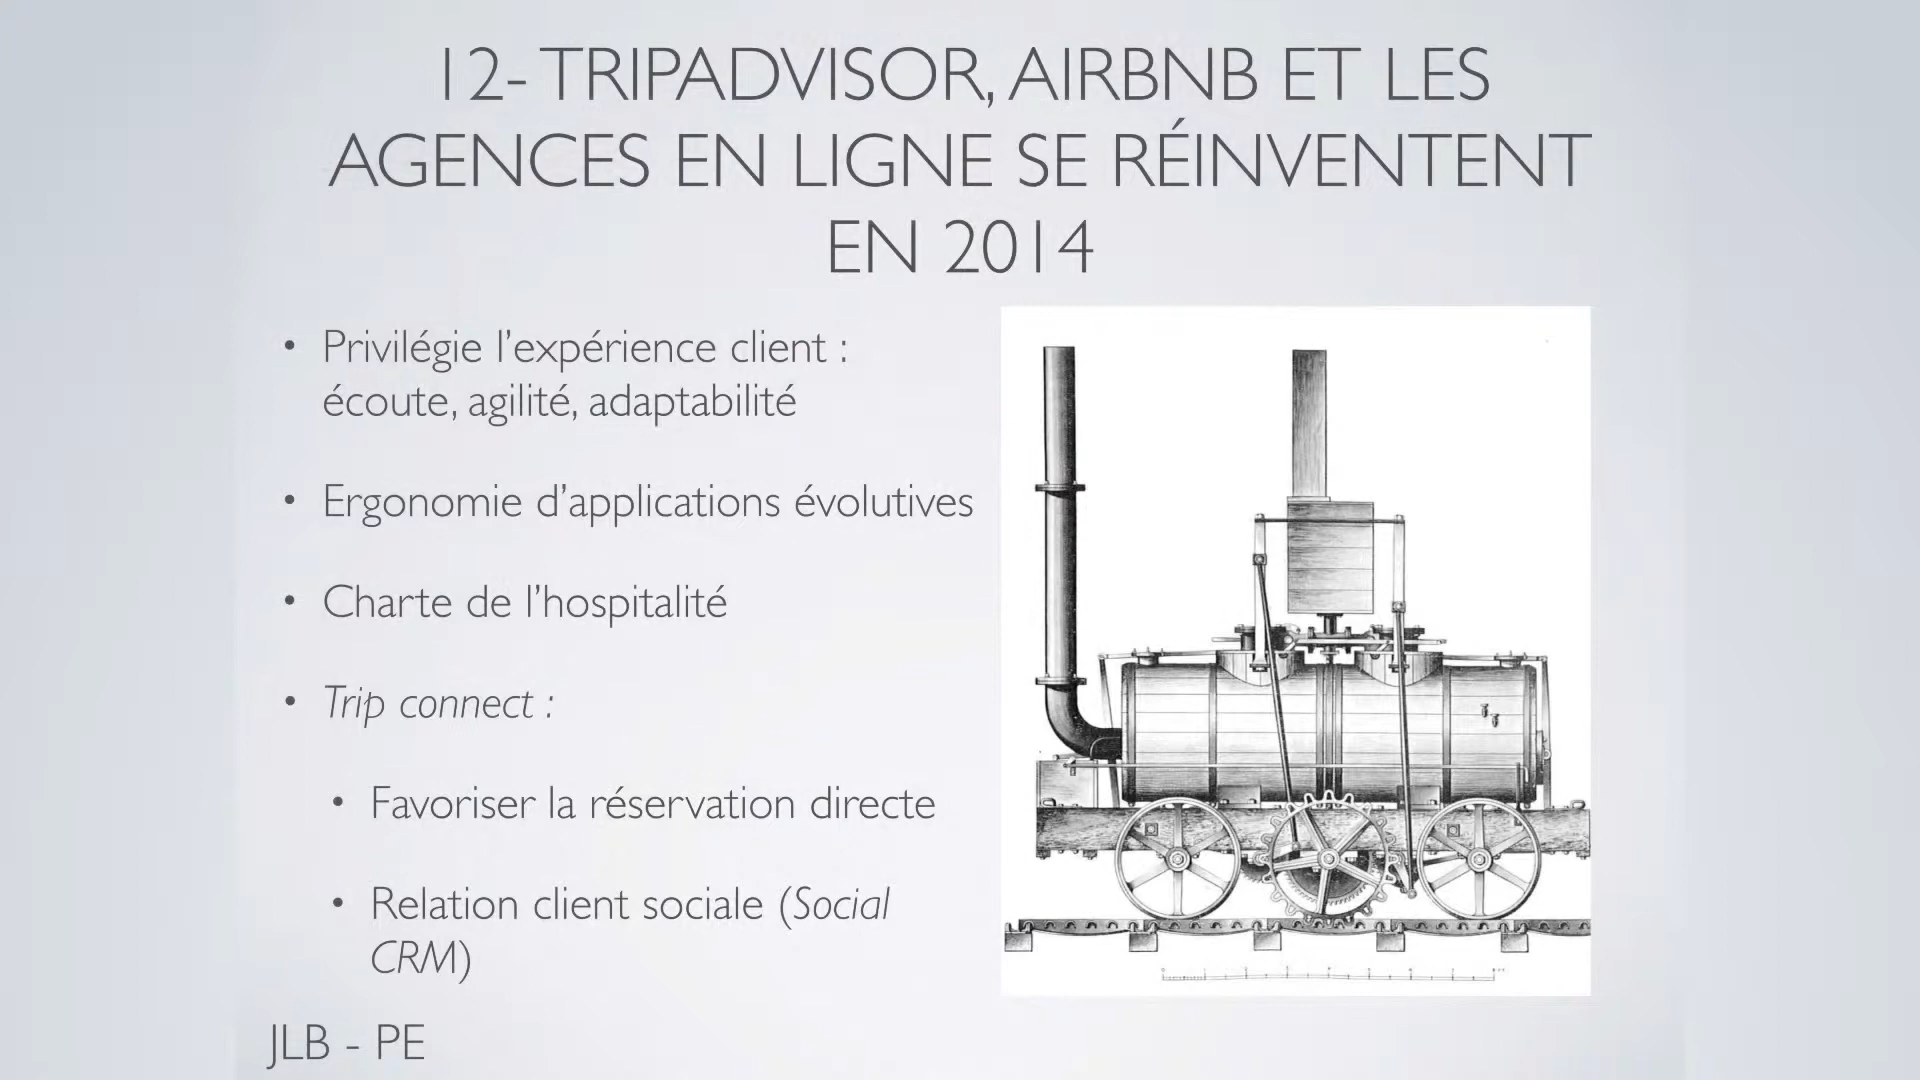 12- TRIPADVISOR, AIRBNB ET LES
AGENCES EN LIGNE SE RÉINVENTENT
EN 2014
• Privilégie l’expérience client :
écoute, agilité, adaptabilité
• Ergonomie d’applications évolutives
• Charte de l’hospitalité
• Trip connect :
• Favoriser la réservation directe
• Relation client sociale (Social
CRM)
JLB - PE